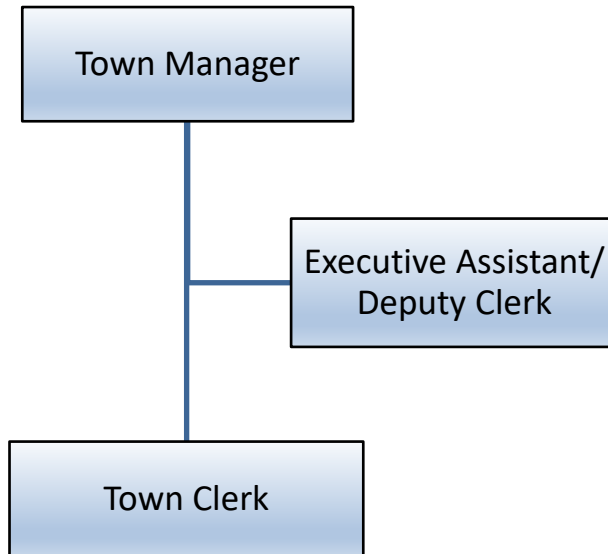 Town Manager
Executive Assistant/
Deputy Clerk
Town Clerk